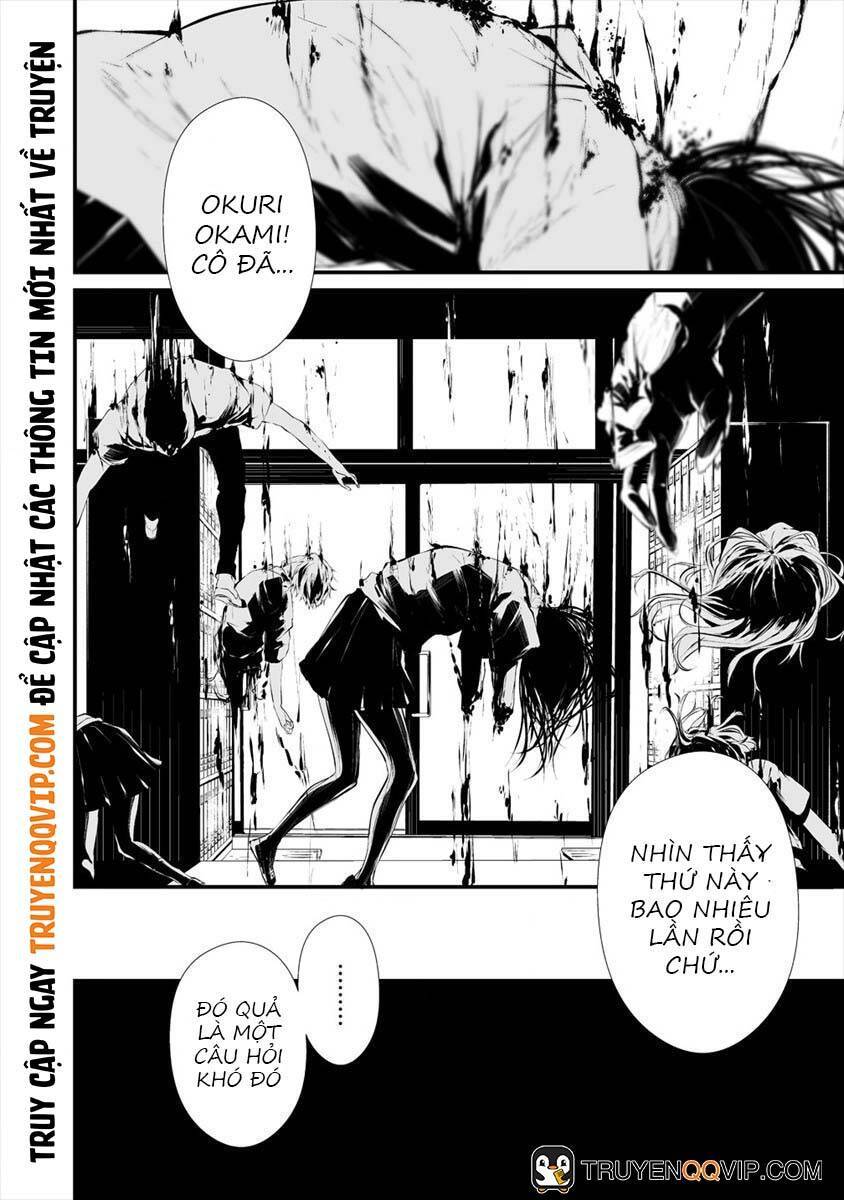 TRUY CẬP NGAY TRUYENQQVIP.COM ĐỂ CẬP NHẬT CÁC THÔNG TIN MỚI NHẤT VỀ TRUYỆN
OKURI
OKAMI!
CÔ ĐÃ...
NHÌN THẤY
THỨ NÀY
BAO NHIÊU
LẦN RỒI
CHỨ...
.........
ĐÓ QUẢ
LÀ MỘT
CÂU HỎI
KHÓ ĐÓ
TRUYENQQVIP.COM